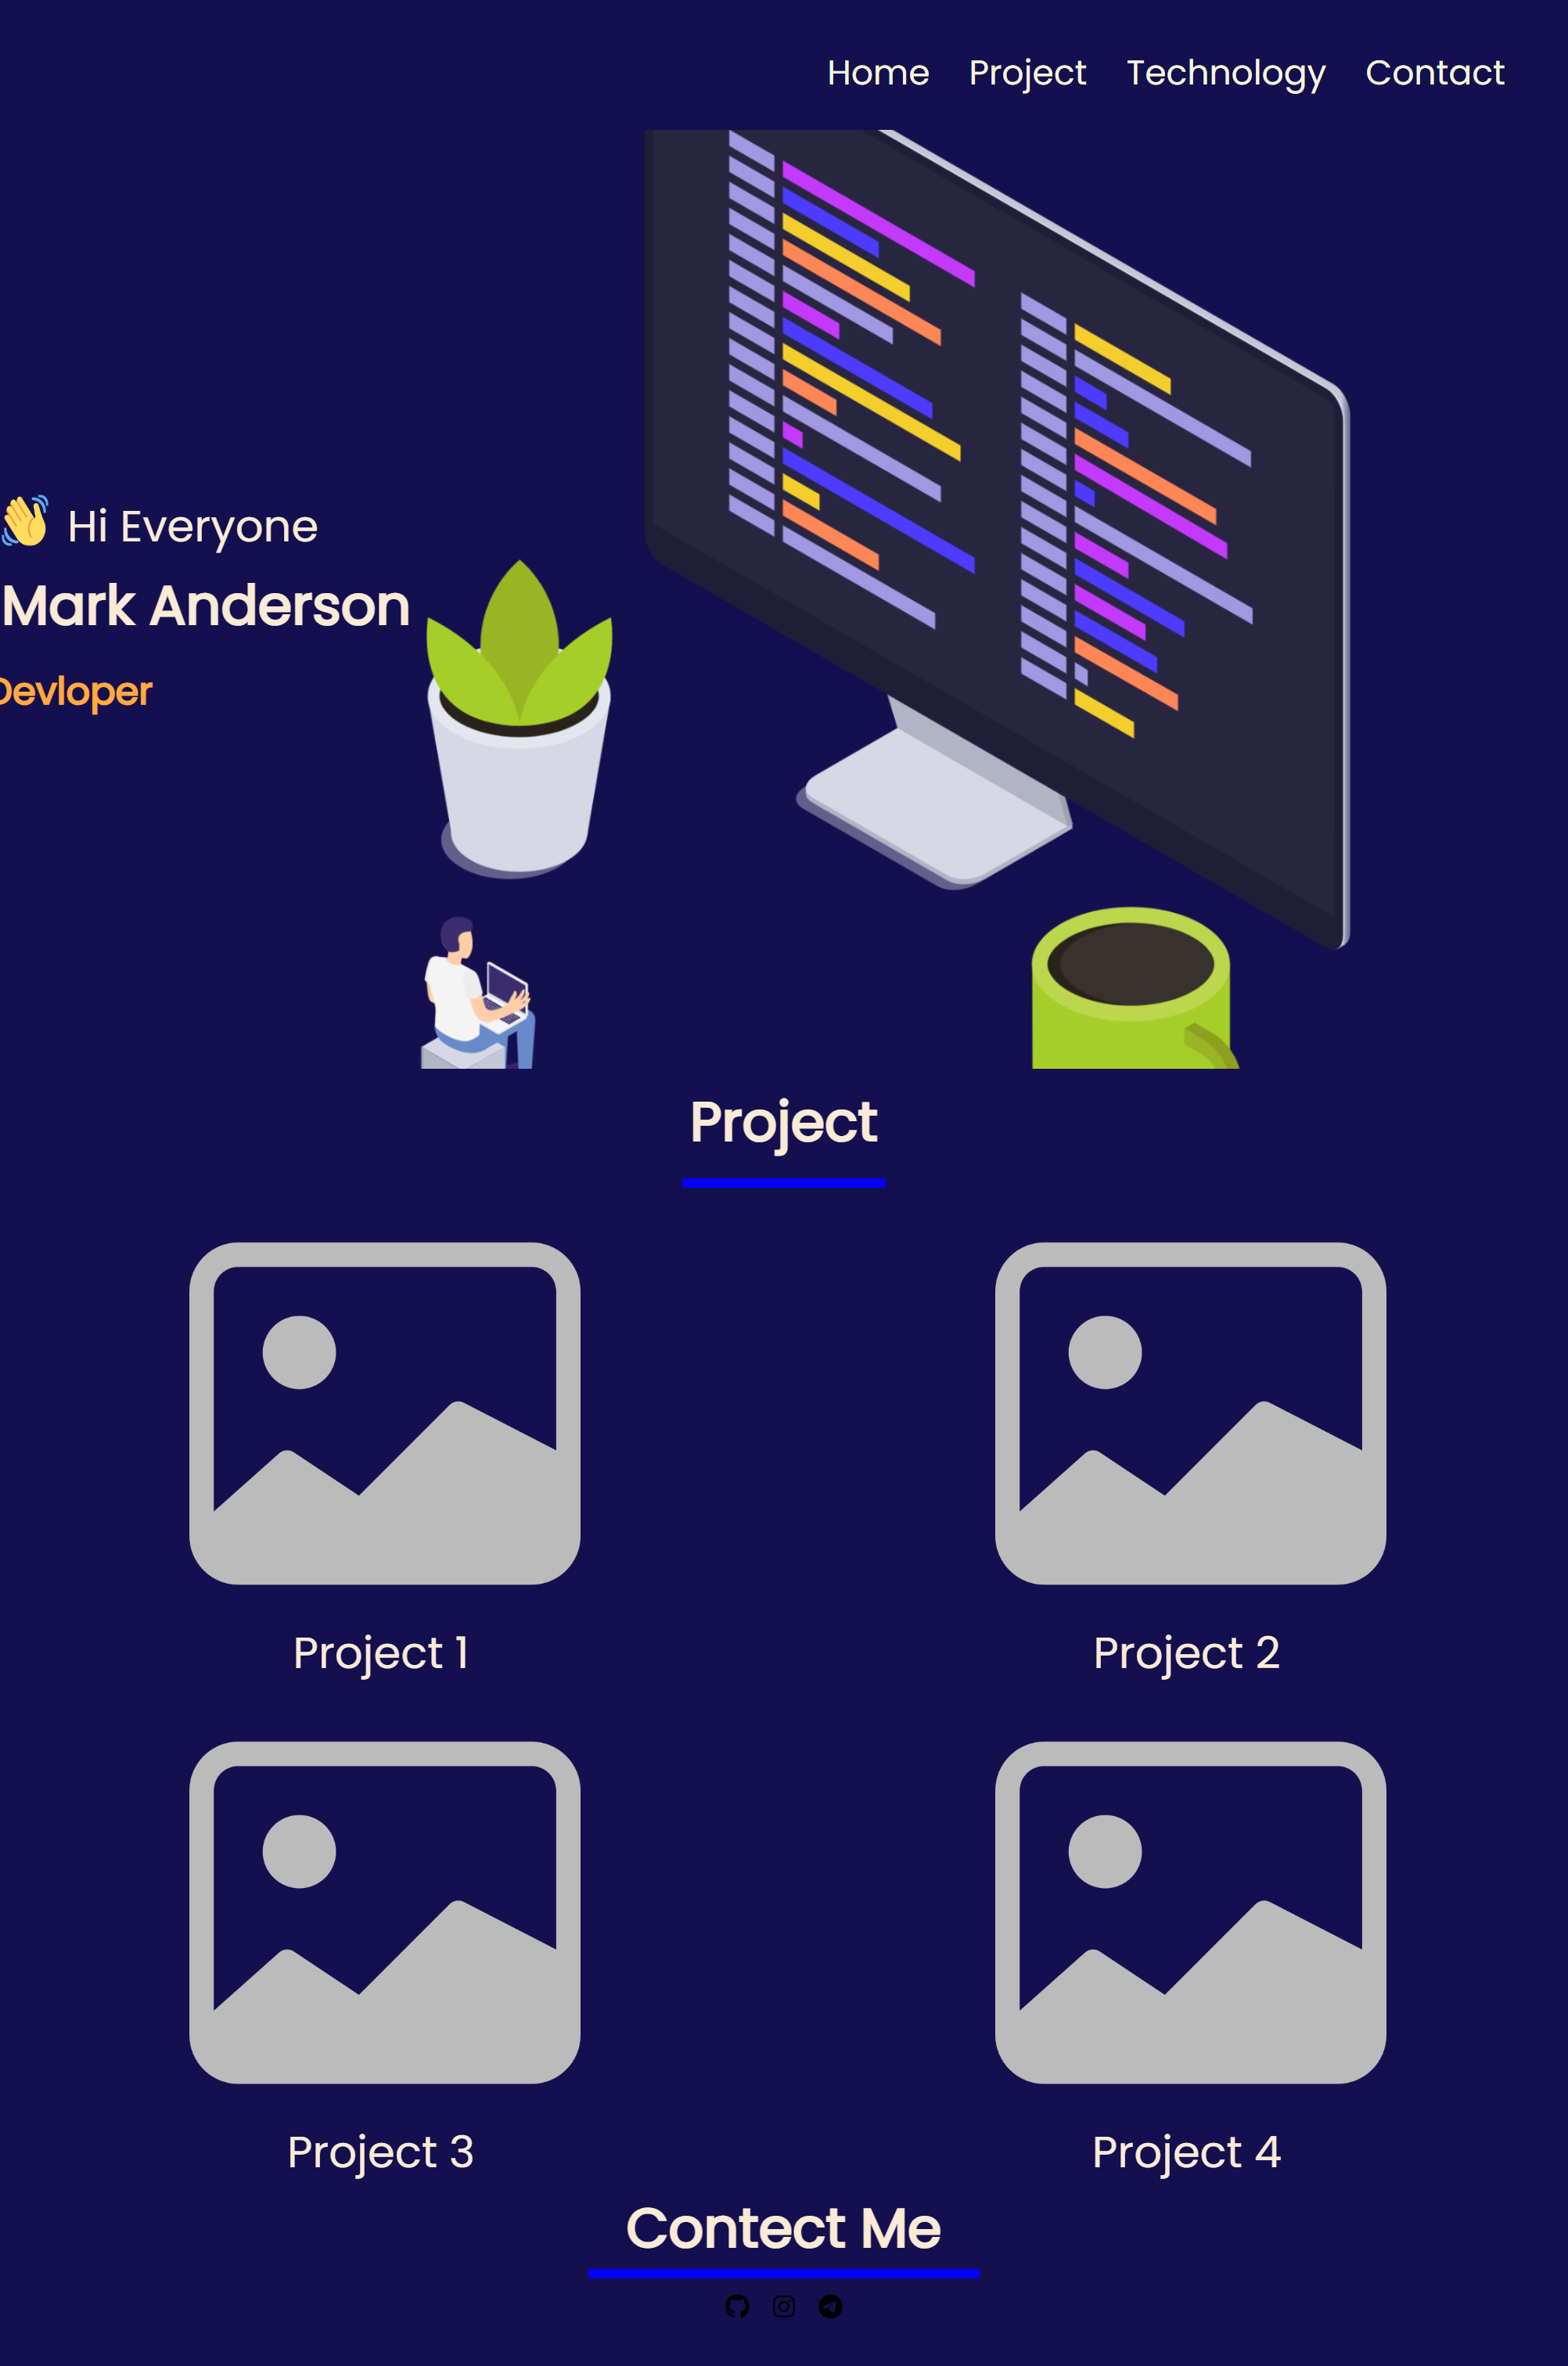 Home Project Technology Contact
👋 Hi Everyone
Mark Anderson
Devloper
Project
Project 1
Project 2
Project 3
Project 4
Contect Me